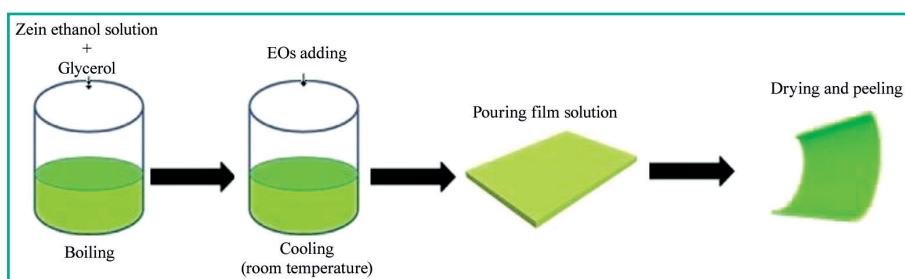 Zein ethanol solution
+
Glycerol
Boiling
EOs adding
Cooling
(room temperature)
Pouring film solution
Drying and peeling